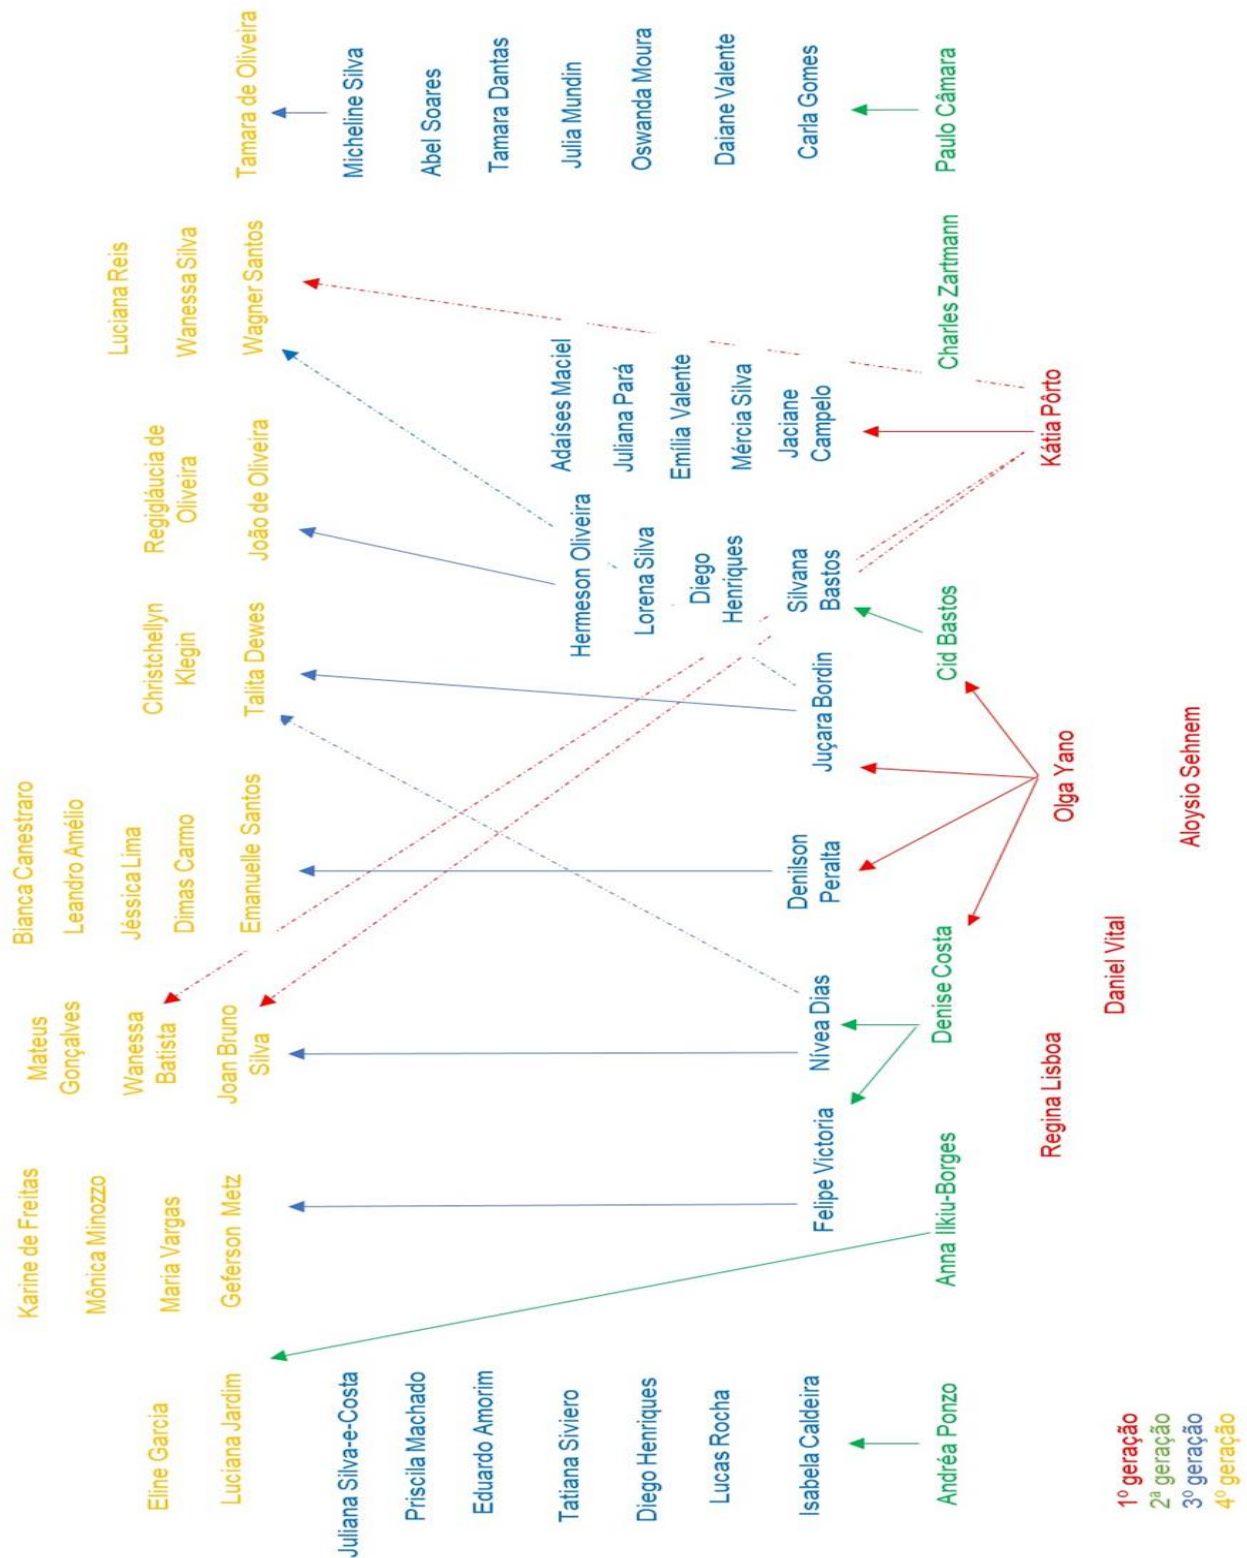 Eline Garcia
Luciana Jardim
Juliana Silva-e-Costa
Priscila Machado
Eduardo Amorim
Tatiana Siviero
Diego Henriques
Lucas Rocha
Isabela Caldeira
Andréa Ponzo
Karine de Freitas
Mônica Minozzo
Maria Vargas
Geferson Metz
Felipe Victoria
Anna Ilkiu-Borges
Mateus
Gonçalves
Wanessa
Batista
Joan Bruno
Silva
Nívea Dias
Denise Costa
Regina Lisboa
Daniel Vital
Bianca Canestraro
Leandro Amélio
Jéssica Lima
Dimas Carmo
Emanuelle Santos
Denilson
Peralta
Olga Yano
Aloysio Sehnem
Christchellyn
Klegin
Talita Dewes
Juçara Bordin
Cid Bastos
Regigláucia de
Oliveira
João de Oliveira
Hermeson Oliveira
Lorena Silva
Diego
Henriques
Silvana
Bastos
Luciana Reis
Wanessa Silva
Wagner Santos
Adaíses Maciel
Juliana Pará
Emília Valente
Mércia Silva
Jaciane
Campelo
Charles Zartmann
Kátia Pôrto
Tamara de Oliveira
Micheline Silva
Abel Soares
Tamara Dantas
Julia Mundin
Oswanda Moura
Daiane Valente
Carla Gomes
Paulo Câmara
1º geração
2ª geração
3º geração
4º geração